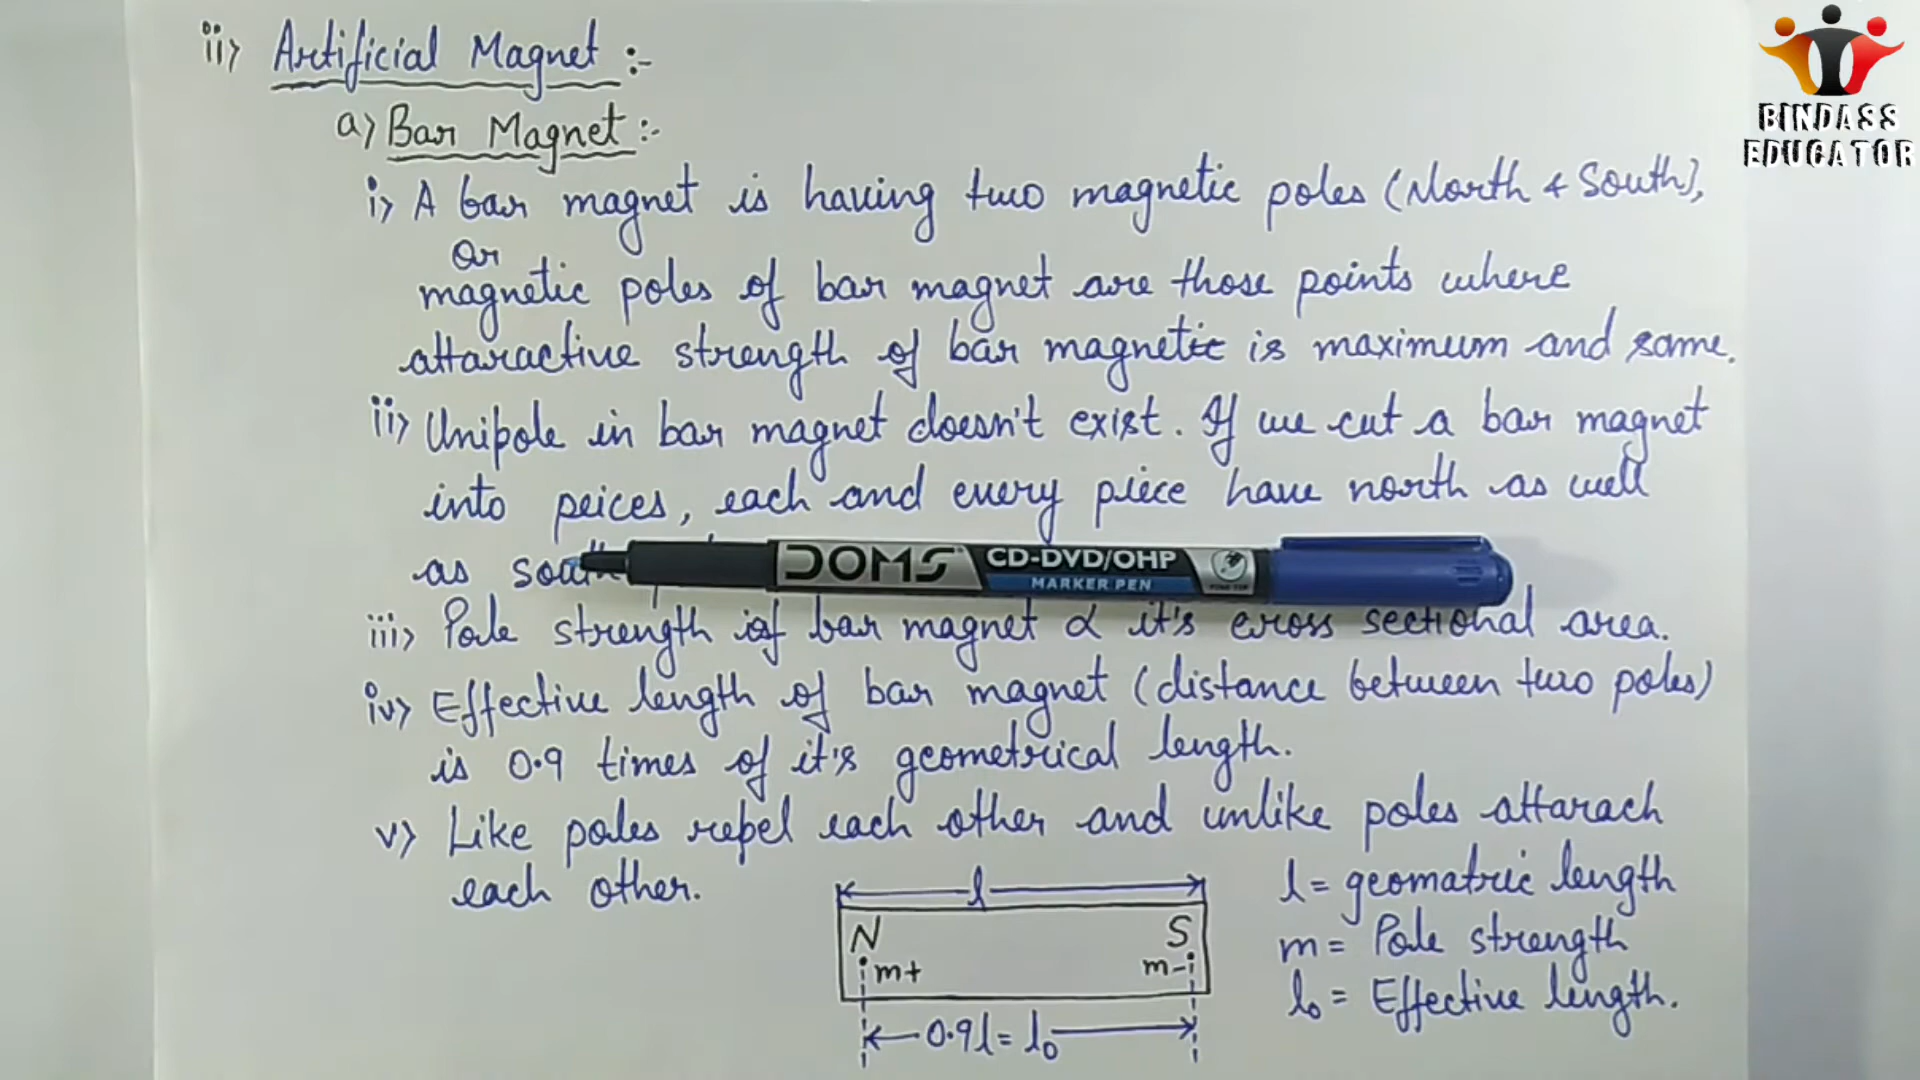 ii) Artificial Magnet :-
BINDASS
EDUCATOR
a) Bar Magnet :-
i) A bar magnet is having two magnetic poles (North & South),
Or
magnetic poles of bar magnet are those points where
attaractive strength of bar magnetic is maximum and same.
ii) Unipole in bar magnet doesn't exist. If we cut a bar magnet
into peices, each and every piece have north as well
as south
DOMS CD-DVD/OHP
MARKER PEN
iii) Pole strength of bar magnet α it's cross sectional area.
iv) Effective length of bar magnet (distance between two poles)
is 0.9 times of it's geometrical length.
v) Like poles repel each other and unlike poles attarach
each other.
l
l = geomatric length
N S
m = Pole strength
m+ m-
l₀ = Effective length.
0.9l = l₀